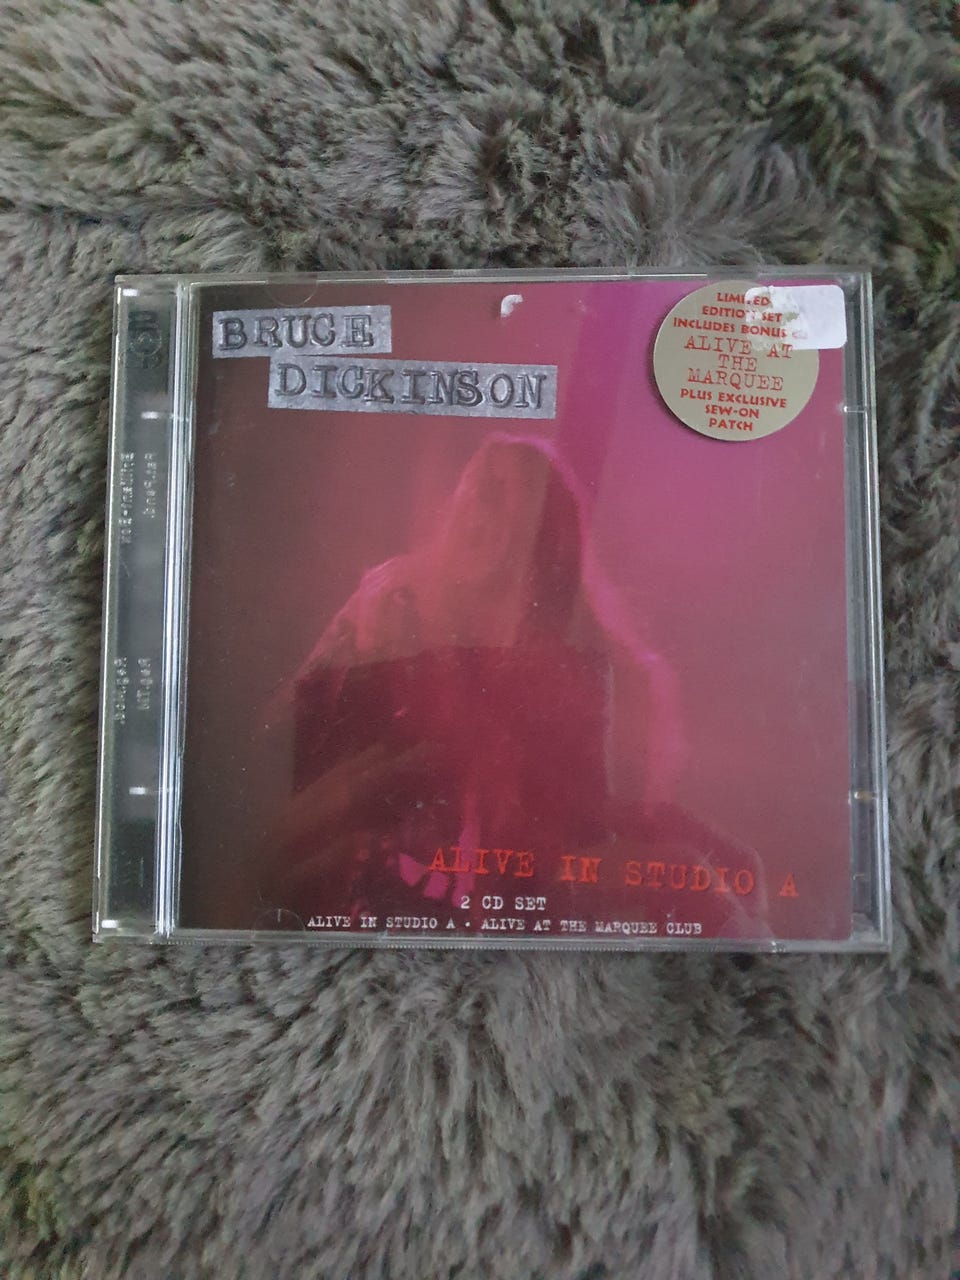 BRUCE
DICKINSON
LIMITED
EDITION SET
INCLUDES BONUS
ALIVE AT
THE
MARQUEE
PLUS EXCLUSIVE
SEW-ON
PATCH
ALIVE IN STUDIO A
2 CD SET
ALIVE IN STUDIO A • ALIVE AT THE MARQUEE CLUB